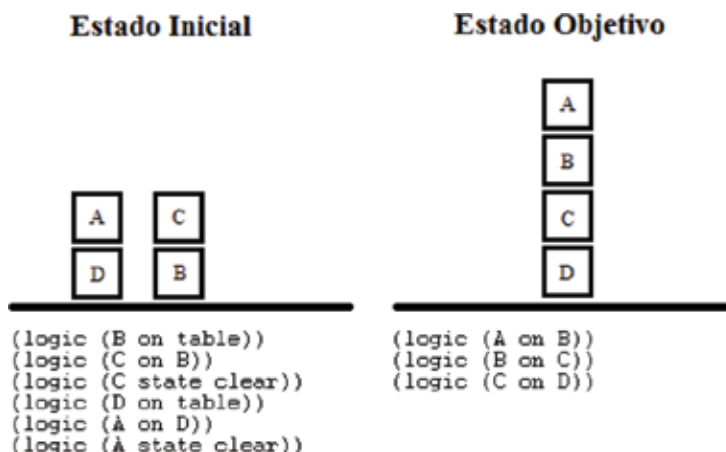 Estado Inicial
Estado Objetivo
A
B
A C
C
D B
D
(logic (B on table))
(logic (C on B))
(logic (C state clear))
(logic (D on table))
(logic (A on D))
(logic (A state clear))
(logic (A on B))
(logic (B on C))
(logic (C on D))